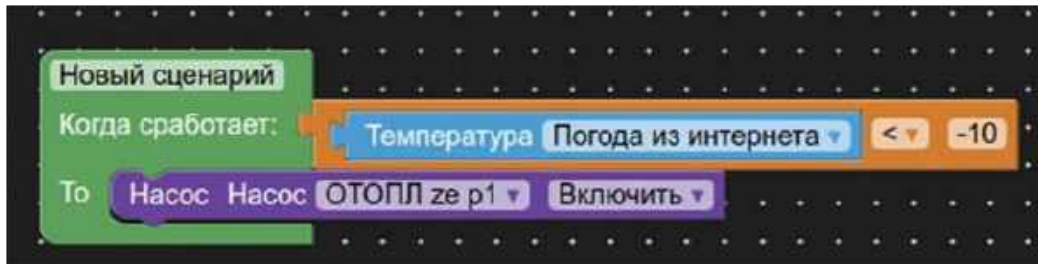 Новый сценарий
Когда сработает: Температура Погода из интернета < -10
То Насос Насос ОТОПЛ ze p1 Включить